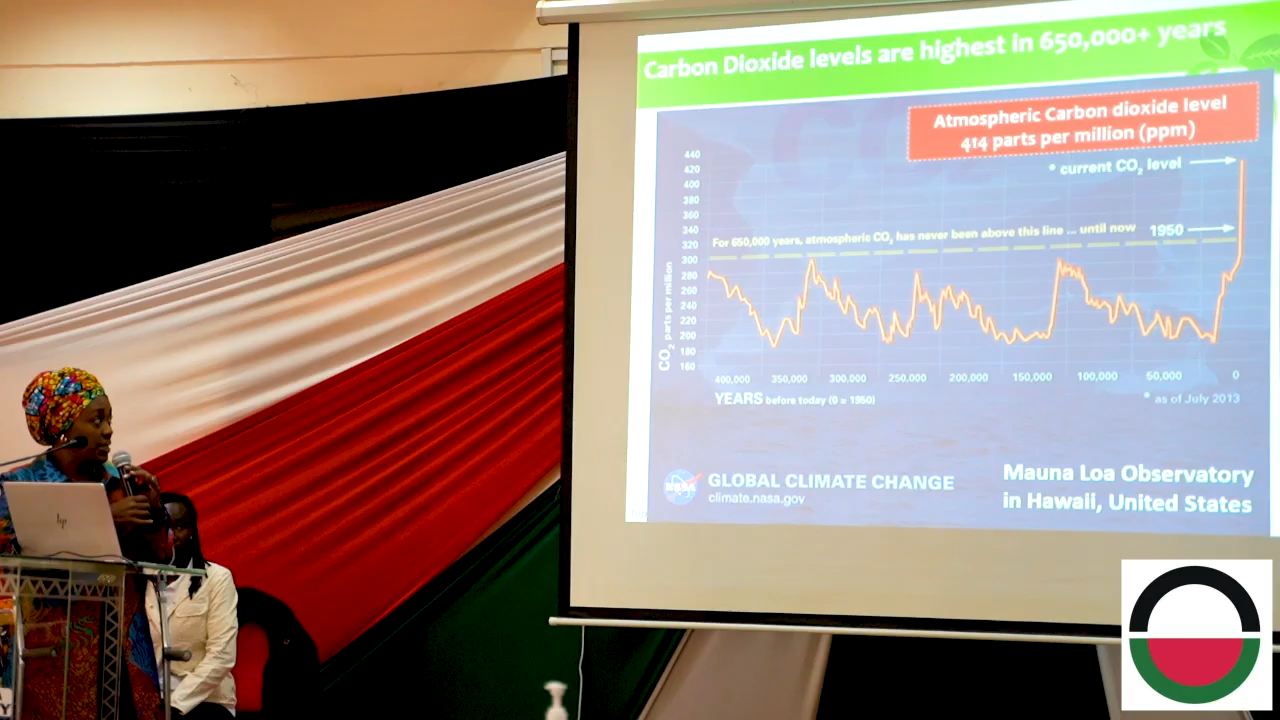 Carbon Dioxide levels are highest in 650,000+ years
Atmospheric Carbon dioxide level
414 parts per million (ppm)
* current CO₂ level
For 650,000 years, atmospheric CO₂ has never been above this line ... until now
1950
CO₂ parts per million
440
420
400
380
360
340
320
300
280
260
240
220
200
180
160
400,000 350,000 300,000 250,000 200,000 150,000 100,000 50,000 0
YEARS before today (0 = 1950)
* as of July 2013
NASA
GLOBAL CLIMATE CHANGE
climate.nasa.gov
Mauna Loa Observatory
in Hawaii, United States
hp
A
Y